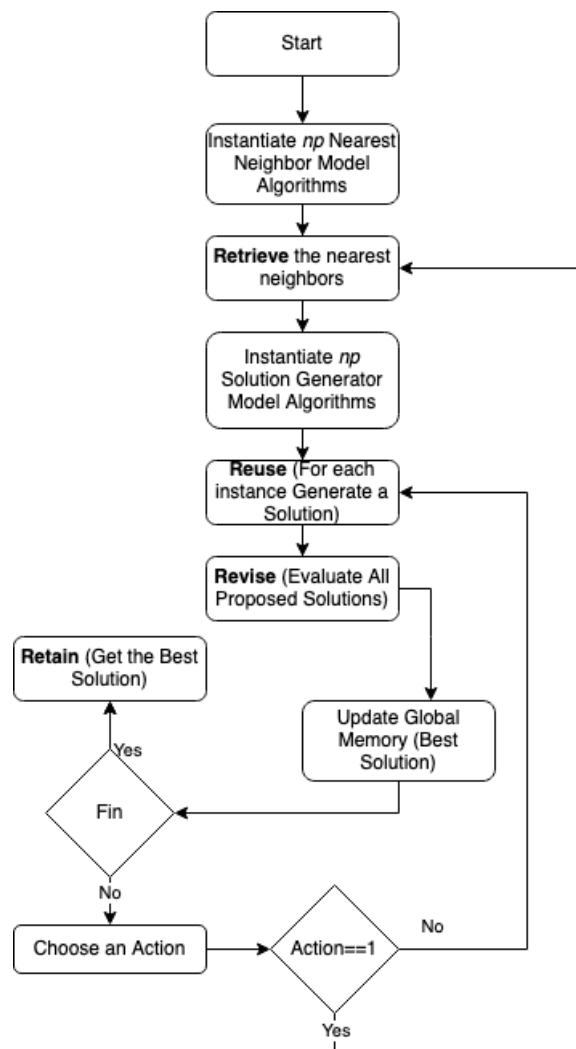 Start
Instantiate np Nearest
Neighbor Model
Algorithms
Retrieve the nearest
neighbors
Instantiate np
Solution Generator
Model Algorithms
Reuse (For each
instance Generate a
Solution)
Revise (Evaluate All
Proposed Solutions)
Retain (Get the Best
Solution)
Update Global
Memory (Best
Solution)
Yes
Fin
No
Choose an Action
Action==1
No
Yes